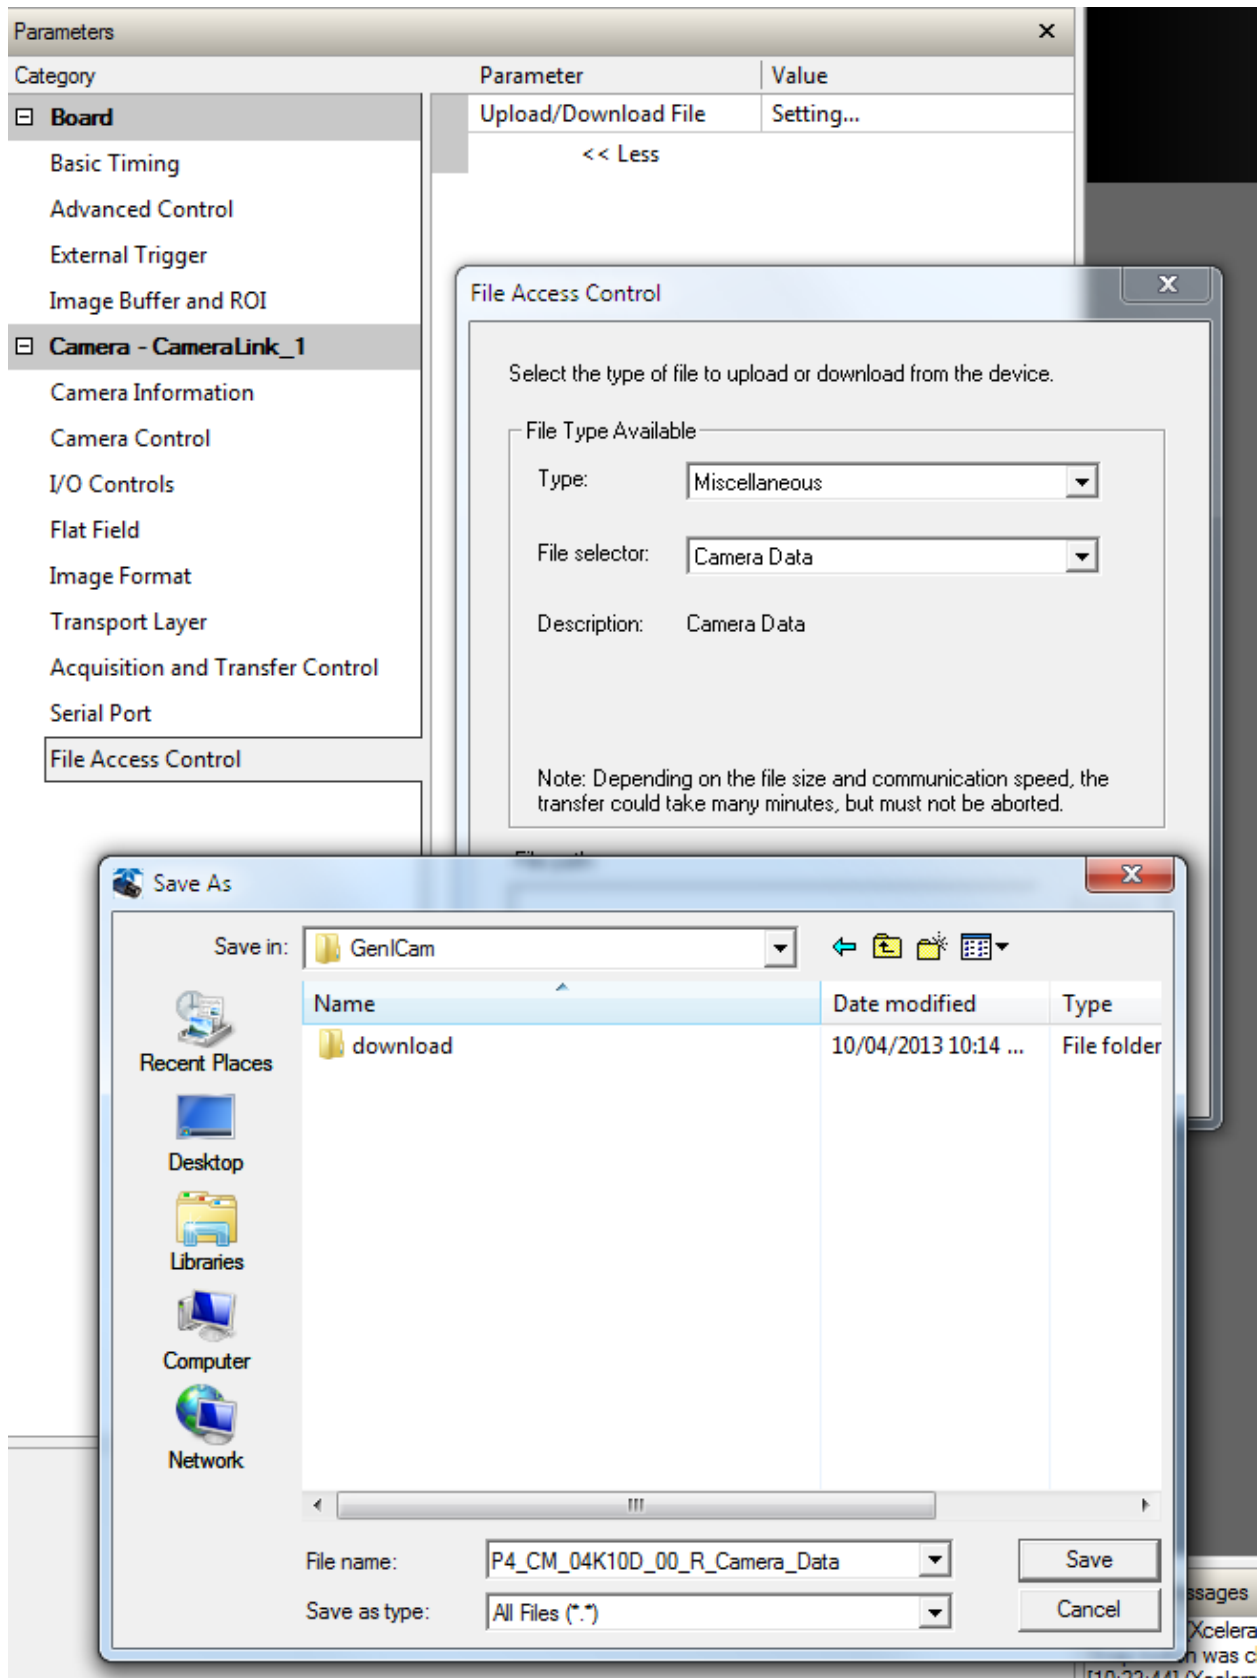 Parameters
Category
Parameter
Value
Board
Upload/Download File
Setting...
<< Less
Basic Timing
Advanced Control
External Trigger
Image Buffer and ROI
Camera - CameraLink_1
Camera Information
Camera Control
I/O Controls
Flat Field
Image Format
Transport Layer
Acquisition and Transfer Control
Serial Port
File Access Control
File Access Control
Select the type of file to upload or download from the device.
File Type Available
Type:
Miscellaneous
File selector:
Camera Data
Description:
Camera Data
Note: Depending on the file size and communication speed, the
transfer could take many minutes, but must not be aborted.
Save As
Save in:
GenICam
Name
Date modified
Type
download
10/04/2013 10:14 ...
File folder
Recent Places
Desktop
Libraries
Computer
Network
File name:
P4_CM_04K10D_00_R_Camera_Data
Save
Save as type:
All Files (*.*)
Cancel
ssages
Xcelera
n was c